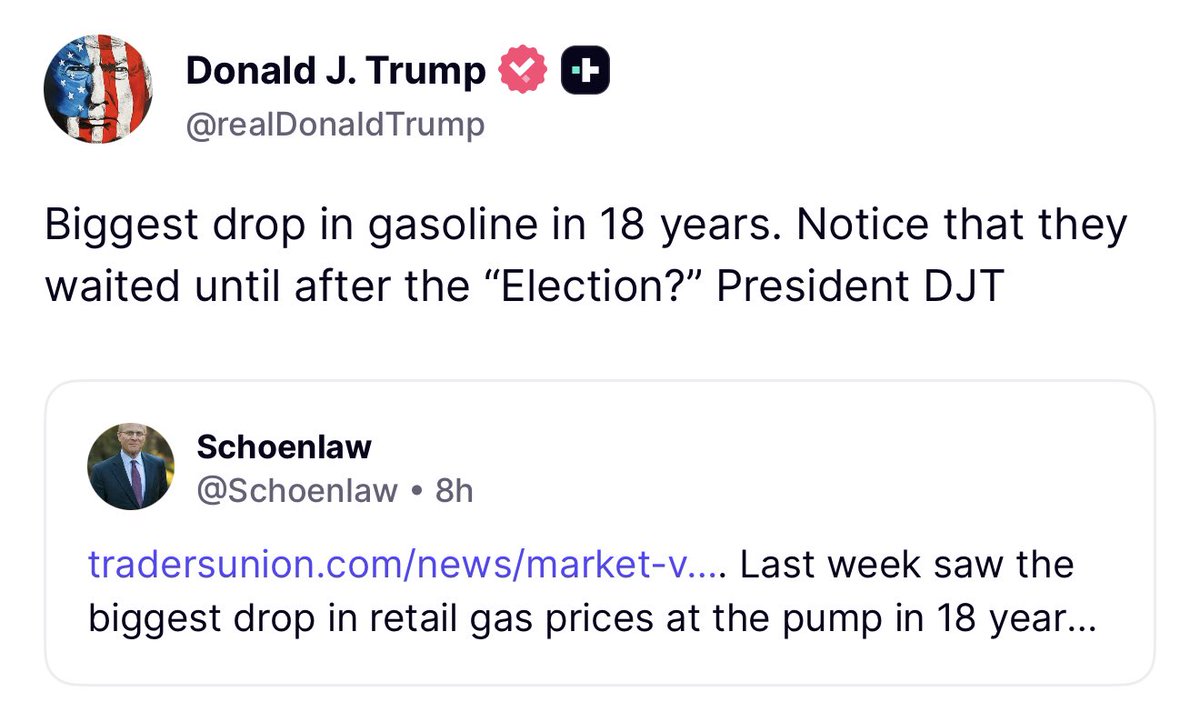 Donald J. Trump
@realDonaldTrump
Biggest drop in gasoline in 18 years. Notice that they
waited until after the “Election?” President DJT
Schoenlaw
@Schoenlaw • 8h
tradersunion.com/news/market-v.... Last week saw the
biggest drop in retail gas prices at the pump in 18 year...